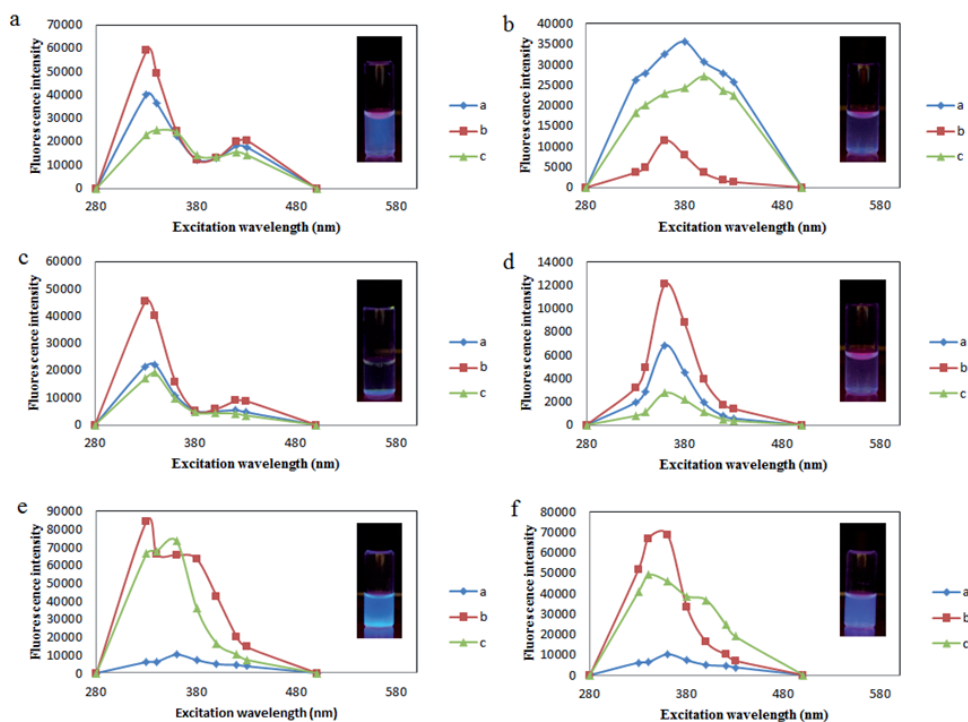 a
Fluorescence intensity
70000
60000
50000
40000
30000
20000
10000
0
280
380
480
580
Excitation wavelength (nm)
a
b
c
b
Fluorescence intensity
40000
35000
30000
25000
20000
15000
10000
5000
0
280
380
480
580
Excitation wavelength (nm)
a
b
c
c
Fluorescence intensity
60000
50000
40000
30000
20000
10000
0
280
380
480
580
Excitation wavelength (nm)
a
b
c
d
Fluorescence intensity
14000
12000
10000
8000
6000
4000
2000
0
280
380
480
580
Excitation wavelength (nm)
a
b
c
e
Fluorescence intensity
90000
80000
70000
60000
50000
40000
30000
20000
10000
0
280
380
480
580
Excitation wavelength (nm)
a
b
c
f
Fluorescence intensity
80000
70000
60000
50000
40000
30000
20000
10000
0
280
380
480
580
Excitation wavelength (nm)
a
b
c